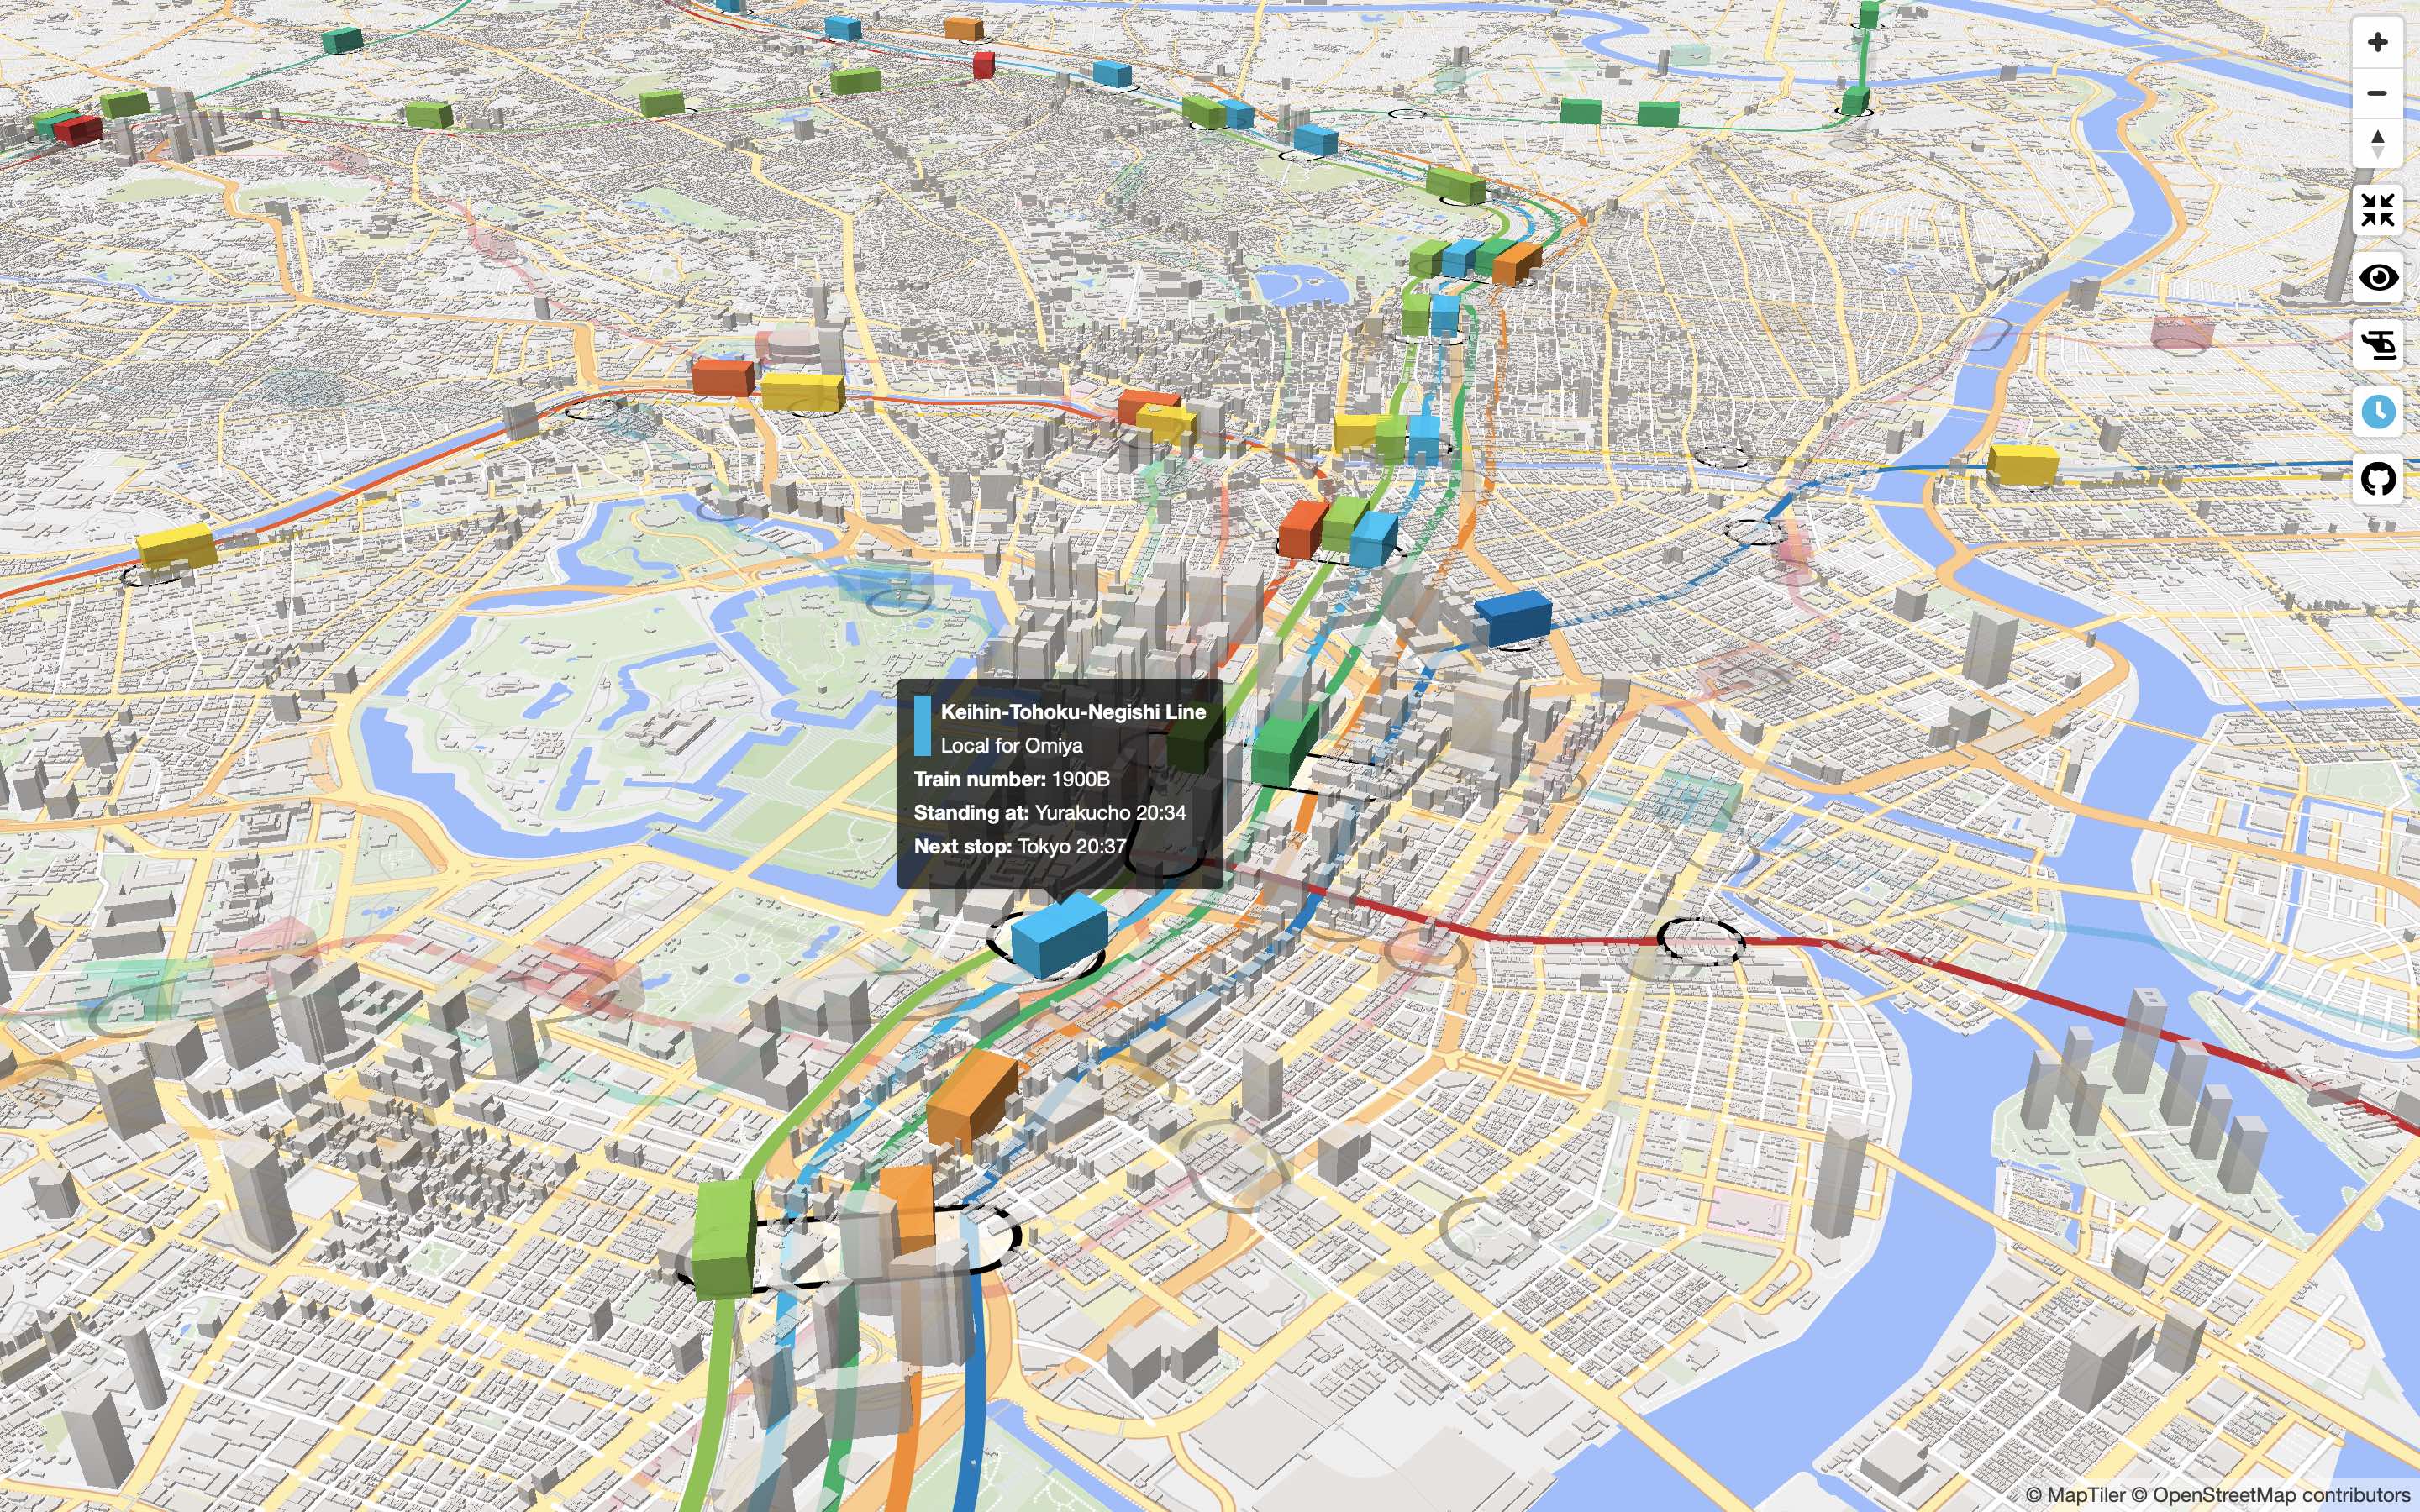 Keihin-Tohoku-Negishi Line
Local for Omiya
Train number: 1900B
Standing at: Yurakucho 20:34
Next stop: Tokyo 20:37
© MapTiler © OpenStreetMap contributors